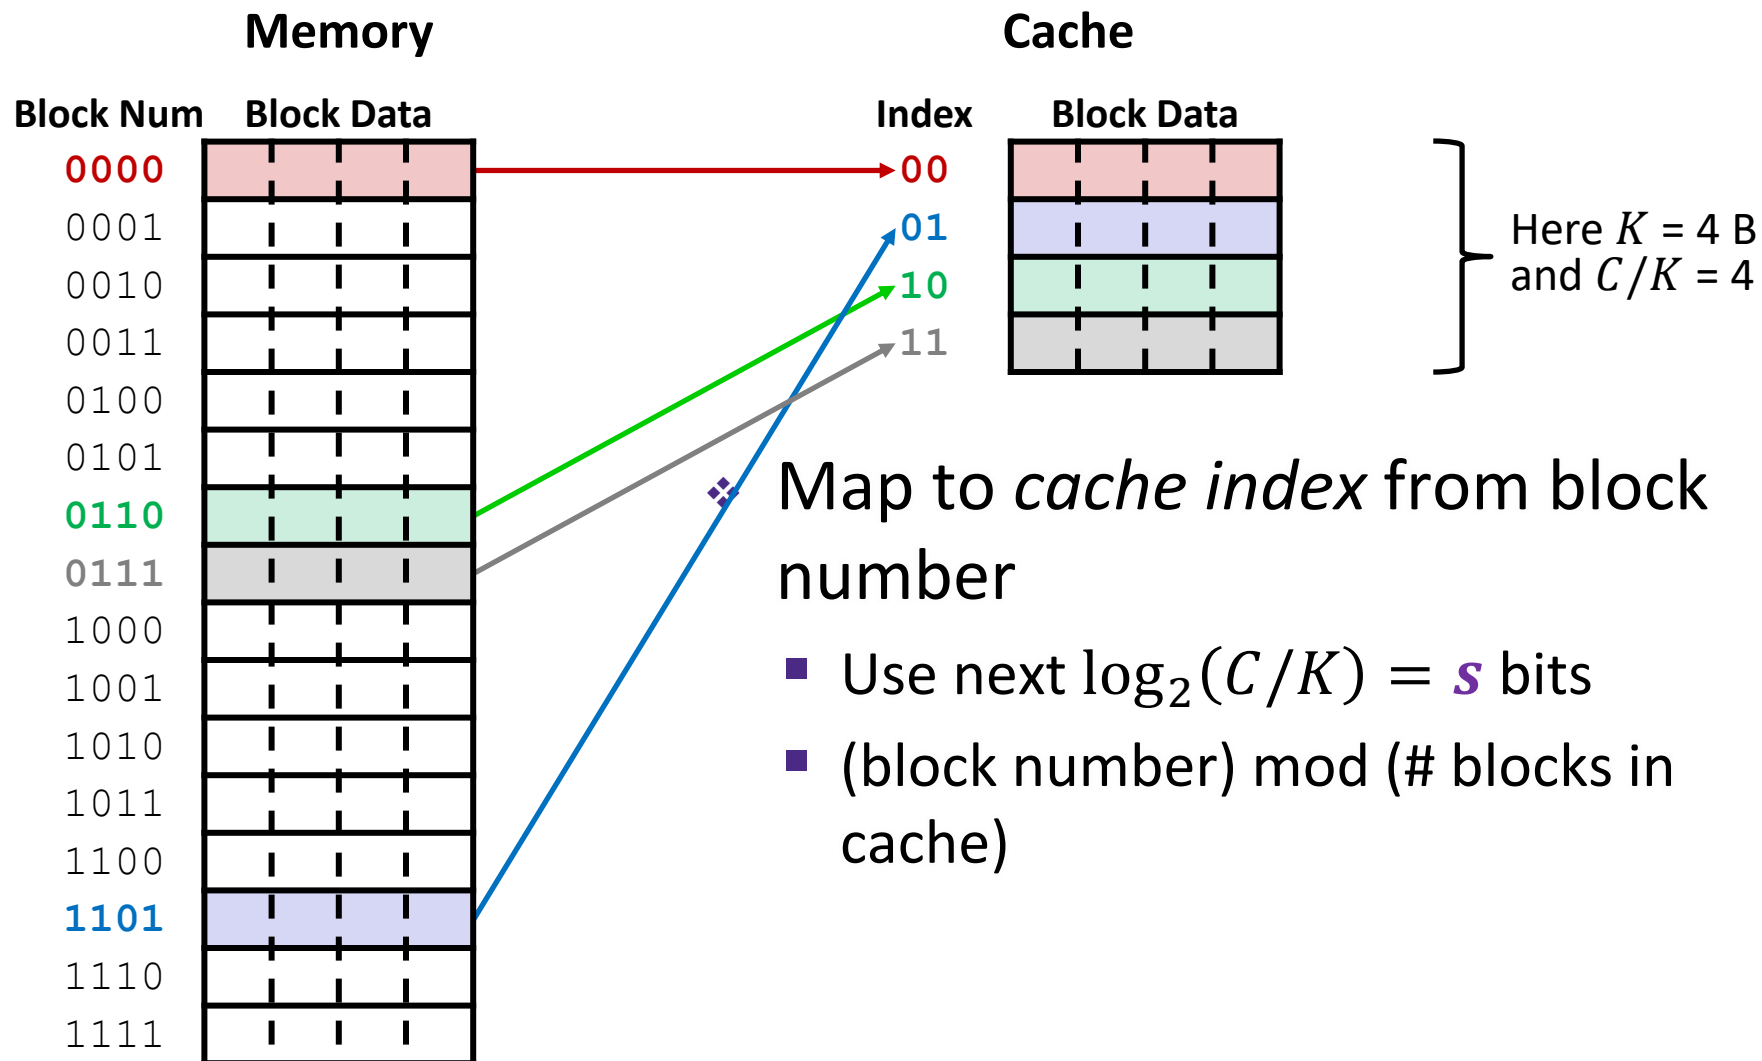 Memory
Cache
Block Num Block Data
Index Block Data
0000
0001
0010
0011
0100
0101
0110
0111
1000
1001
1010
1011
1100
1101
1110
1111
00
01
10
11
Here K = 4 B
and C/K = 4
❖ Map to cache index from block
number
▪ Use next log₂(C/K) = s bits
▪ (block number) mod (# blocks in
cache)